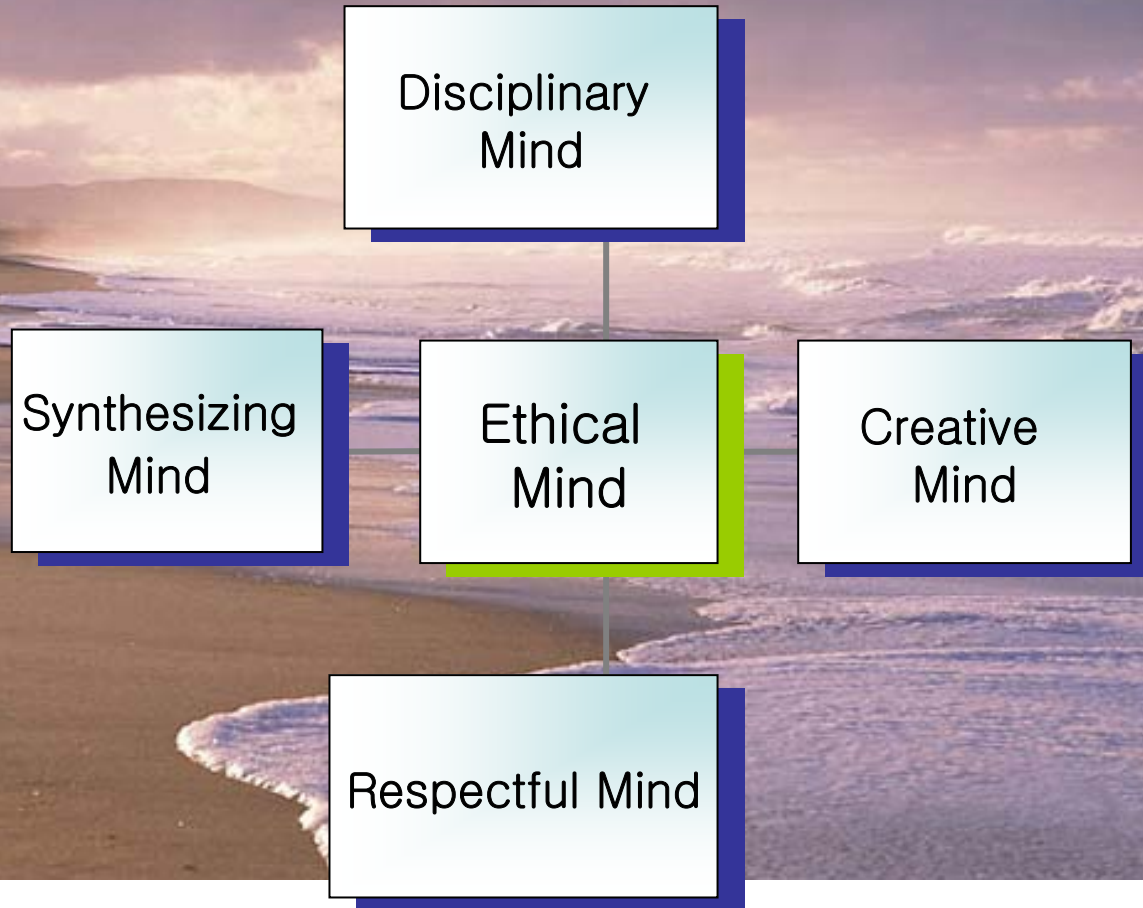 Disciplinary
Mind
Synthesizing
Mind
Ethical
Mind
Creative
Mind
Respectful Mind